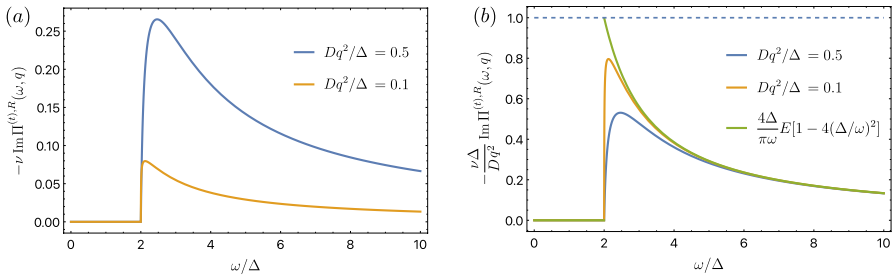 (a)
−ν Im Π^{(t),R}(ω, q)
0.25
0.20
0.15
0.10
0.05
0.00
0 2 4 6 8 10
ω/Δ
Dq²/Δ = 0.5
Dq²/Δ = 0.1
(b)
−\frac{νΔ}{Dq²} Im Π^{(t),R}(ω, q)
1.0
0.8
0.6
0.4
0.2
0.0
0 2 4 6 8 10
ω/Δ
Dq²/Δ = 0.5
Dq²/Δ = 0.1
\frac{4Δ}{πω} E[1 − 4(Δ/ω)²]